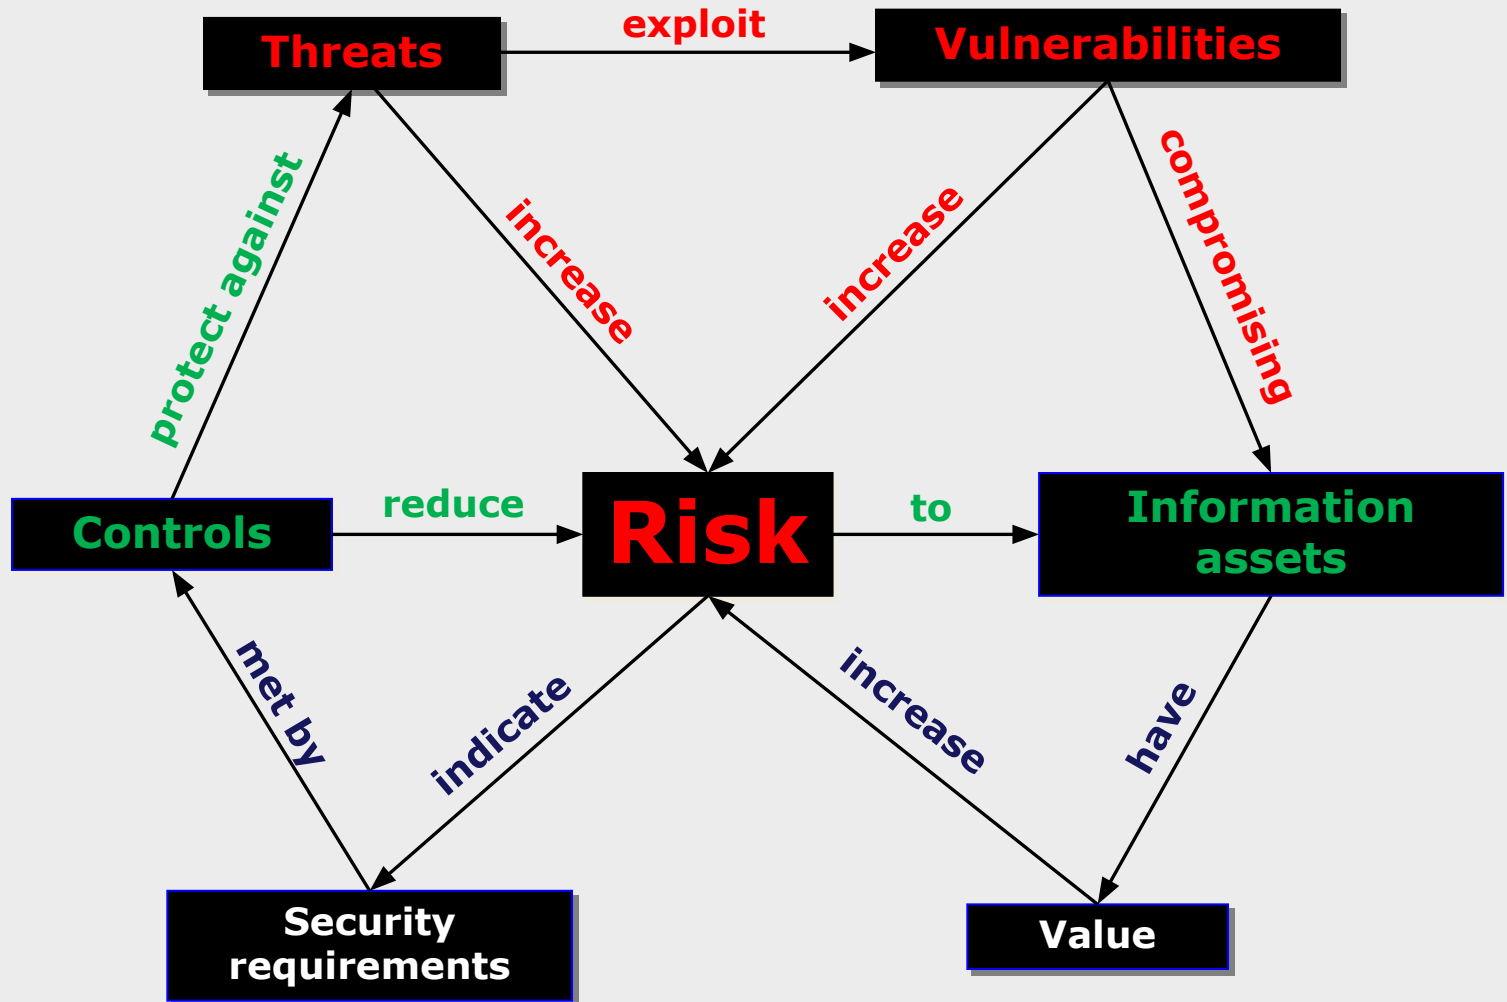 exploit
Threats
Vulnerabilities
protect against
increase
increase
compromising
Controls
reduce
Risk
to
Information
assets
met by
indicate
increase
have
Security
requirements
Value